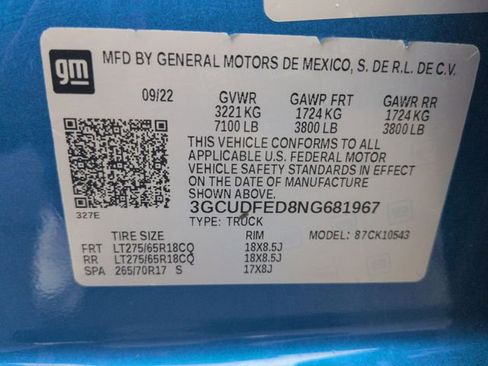 gm
MFD BY GENERAL MOTORS DE MEXICO, S. DE R.L. DE C.V.
09/22 GVWR GAWP FRT GAWR RR
3221 KG 1724 KG 1724 KG
7100 LB 3800 LB 3800 LB
THIS VEHICLE CONFORMS TO ALL
APPLICABLE U.S. FEDERAL MOTOR
VEHICLE SAFETY STANDARDS IN EFFECT
ON THE DATE OF MANUFACTURE
SHOWN ABOVE.
327E
3GCUDFED8NG681967
TYPE: TRUCK
TIRE SIZE RIM MODEL: 87CK10543
FRT LT275/65R18CQ 18X8.5J
RR LT275/65R18CQ 18X8.5J
SPA 265/70R17 S 17X8J